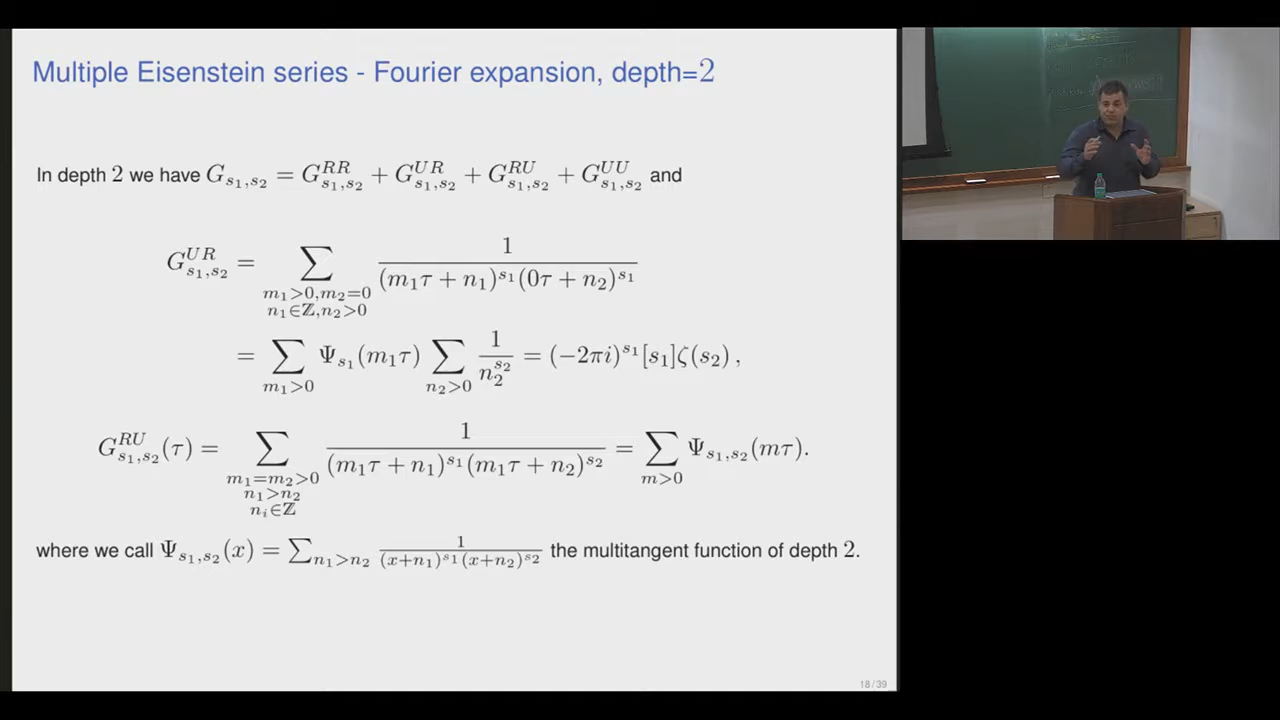 Multiple Eisenstein series - Fourier expansion, depth=2
In depth 2 we have $G_{s_1,s_2} = G^{RR}_{s_1,s_2} + G^{UR}_{s_1,s_2} + G^{RU}_{s_1,s_2} + G^{UU}_{s_1,s_2}$ and
$G^{UR}_{s_1,s_2} = \sum_{\substack{m_1>0, m_2=0 \\ n_1 \in \mathbb{Z}, n_2>0}} \frac{1}{(m_1\tau + n_1)^{s_1}(0\tau + n_2)^{s_1}}$
$= \sum_{m_1>0} \Psi_{s_1}(m_1\tau) \sum_{n_2>0} \frac{1}{n_2^{s_2}} = (-2\pi i)^{s_1}[s_1]\zeta(s_2)\,,$
$G^{RU}_{s_1,s_2}(\tau) = \sum_{\substack{m_1=m_2>0 \\ n_1>n_2 \\ n_i \in \mathbb{Z}}} \frac{1}{(m_1\tau + n_1)^{s_1}(m_1\tau + n_2)^{s_2}} = \sum_{m>0} \Psi_{s_1,s_2}(m\tau).$
where we call $\Psi_{s_1,s_2}(x) = \sum_{n_1>n_2} \frac{1}{(x+n_1)^{s_1}(x+n_2)^{s_2}}$ the multitangent function of depth 2.
18/39